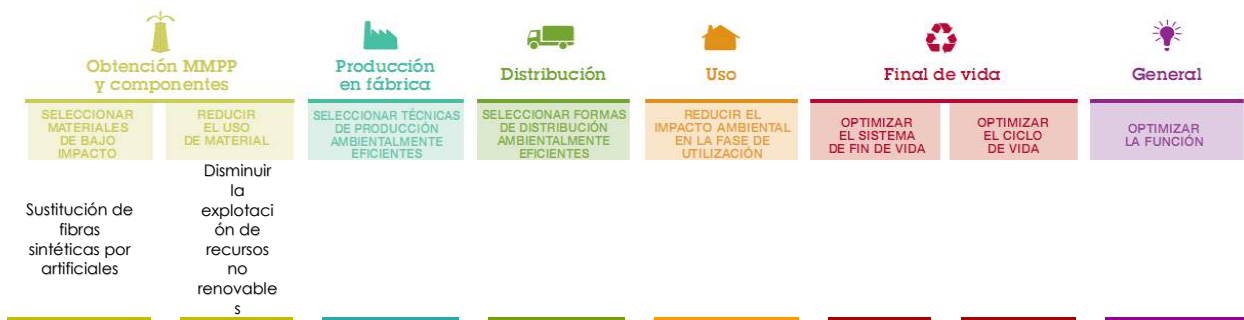 Obtención MMPP
y componentes
Producción
en fábrica
Distribución
Uso
Final de vida
General
SELECCIONAR
MATERIALES
DE BAJO
IMPACTO
REDUCIR
EL USO
DE MATERIAL
SELECCIONAR TÉCNICAS
DE PRODUCCIÓN
AMBIENTALMENTE
EFICIENTES
SELECCIONAR FORMAS
DE DISTRIBUCIÓN
AMBIENTALMENTE
EFICIENTES
REDUCIR EL
IMPACTO AMBIENTAL
EN LA FASE DE
UTILIZACIÓN
OPTIMIZAR
EL SISTEMA
DE FIN DE VIDA
OPTIMIZAR
EL CICLO
DE VIDA
OPTIMIZAR
LA FUNCIÓN
Sustitución de
fibras
sintéticas por
artificiales
Disminuir
la
explotaci
ón de
recursos
no
renovable
s